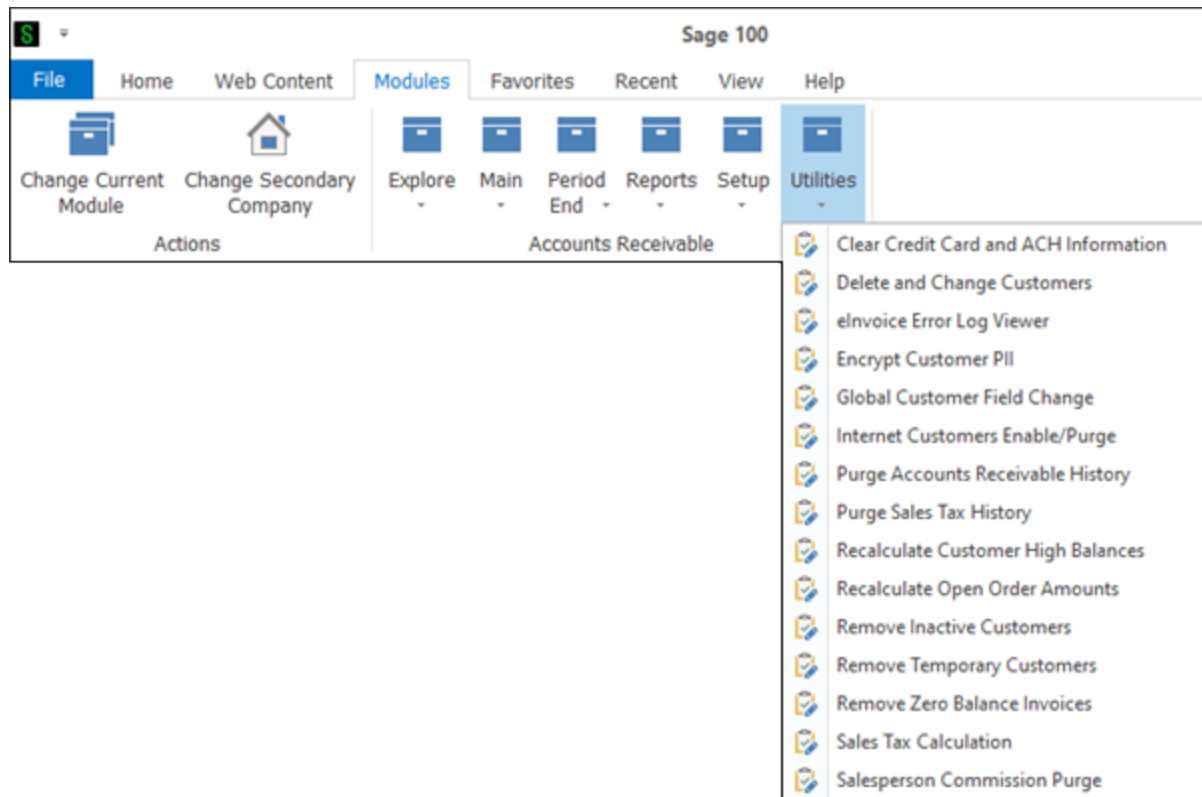 S
Sage 100
File Home Web Content Modules Favorites Recent View Help
Change Current Module
Change Secondary Company
Explore
Main
Period End
Reports
Setup
Utilities
Actions
Accounts Receivable
Clear Credit Card and ACH Information
Delete and Change Customers
eInvoice Error Log Viewer
Encrypt Customer PII
Global Customer Field Change
Internet Customers Enable/Purge
Purge Accounts Receivable History
Purge Sales Tax History
Recalculate Customer High Balances
Recalculate Open Order Amounts
Remove Inactive Customers
Remove Temporary Customers
Remove Zero Balance Invoices
Sales Tax Calculation
Salesperson Commission Purge